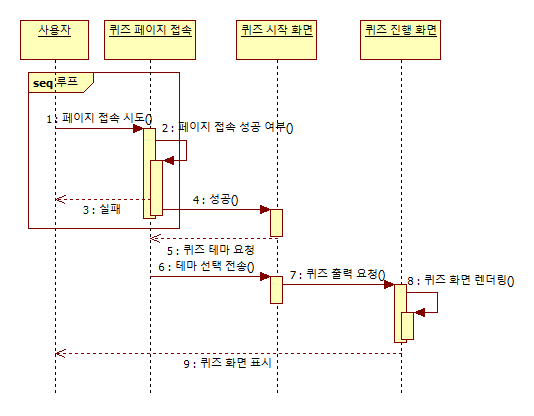 사용자
퀴즈 페이지 접속
퀴즈 시작 화면
퀴즈 진행 화면
seq 루프
1 : 페이지 접속 시도()
2 : 페이지 접속 성공 여부()
3 : 실패
4 : 성공()
5 : 퀴즈 테마 요청
6 : 테마 선택 전송()
7 : 퀴즈 출력 요청()
8 : 퀴즈 화면 렌더링()
9 : 퀴즈 화면 표시